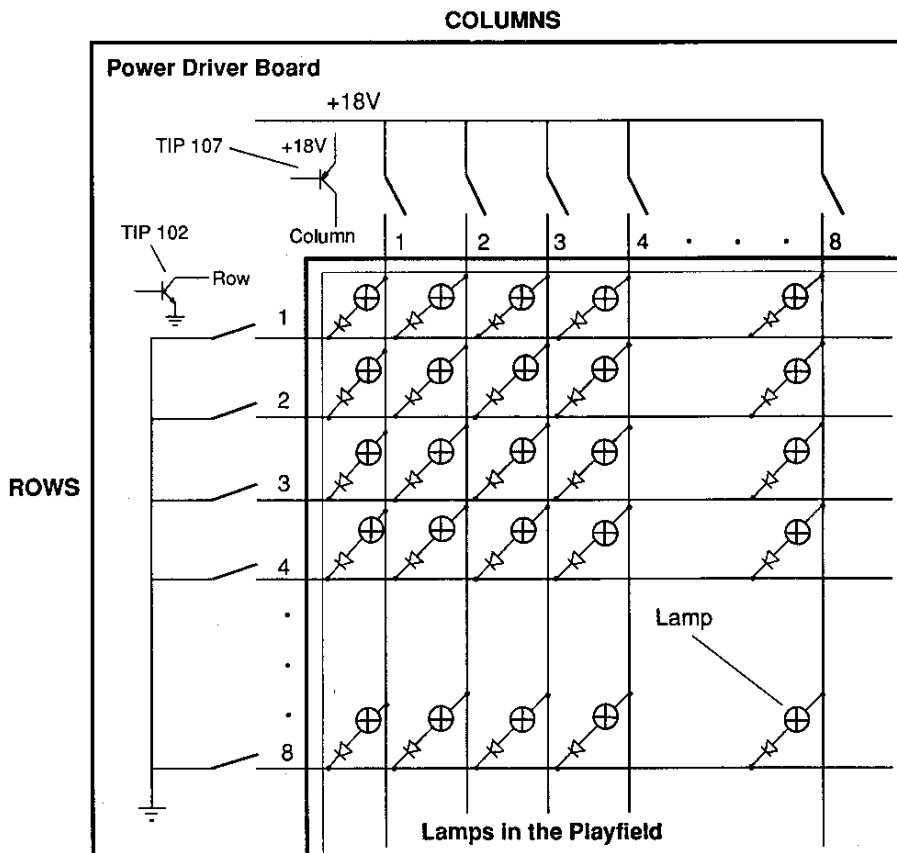 COLUMNS
Power Driver Board
+18V
TIP 107
+18V
Column
1 2 3 4 . . . 8
TIP 102
Row
1
2
ROWS
3
4
.
.
Lamp
.
8
Lamps in the Playfield